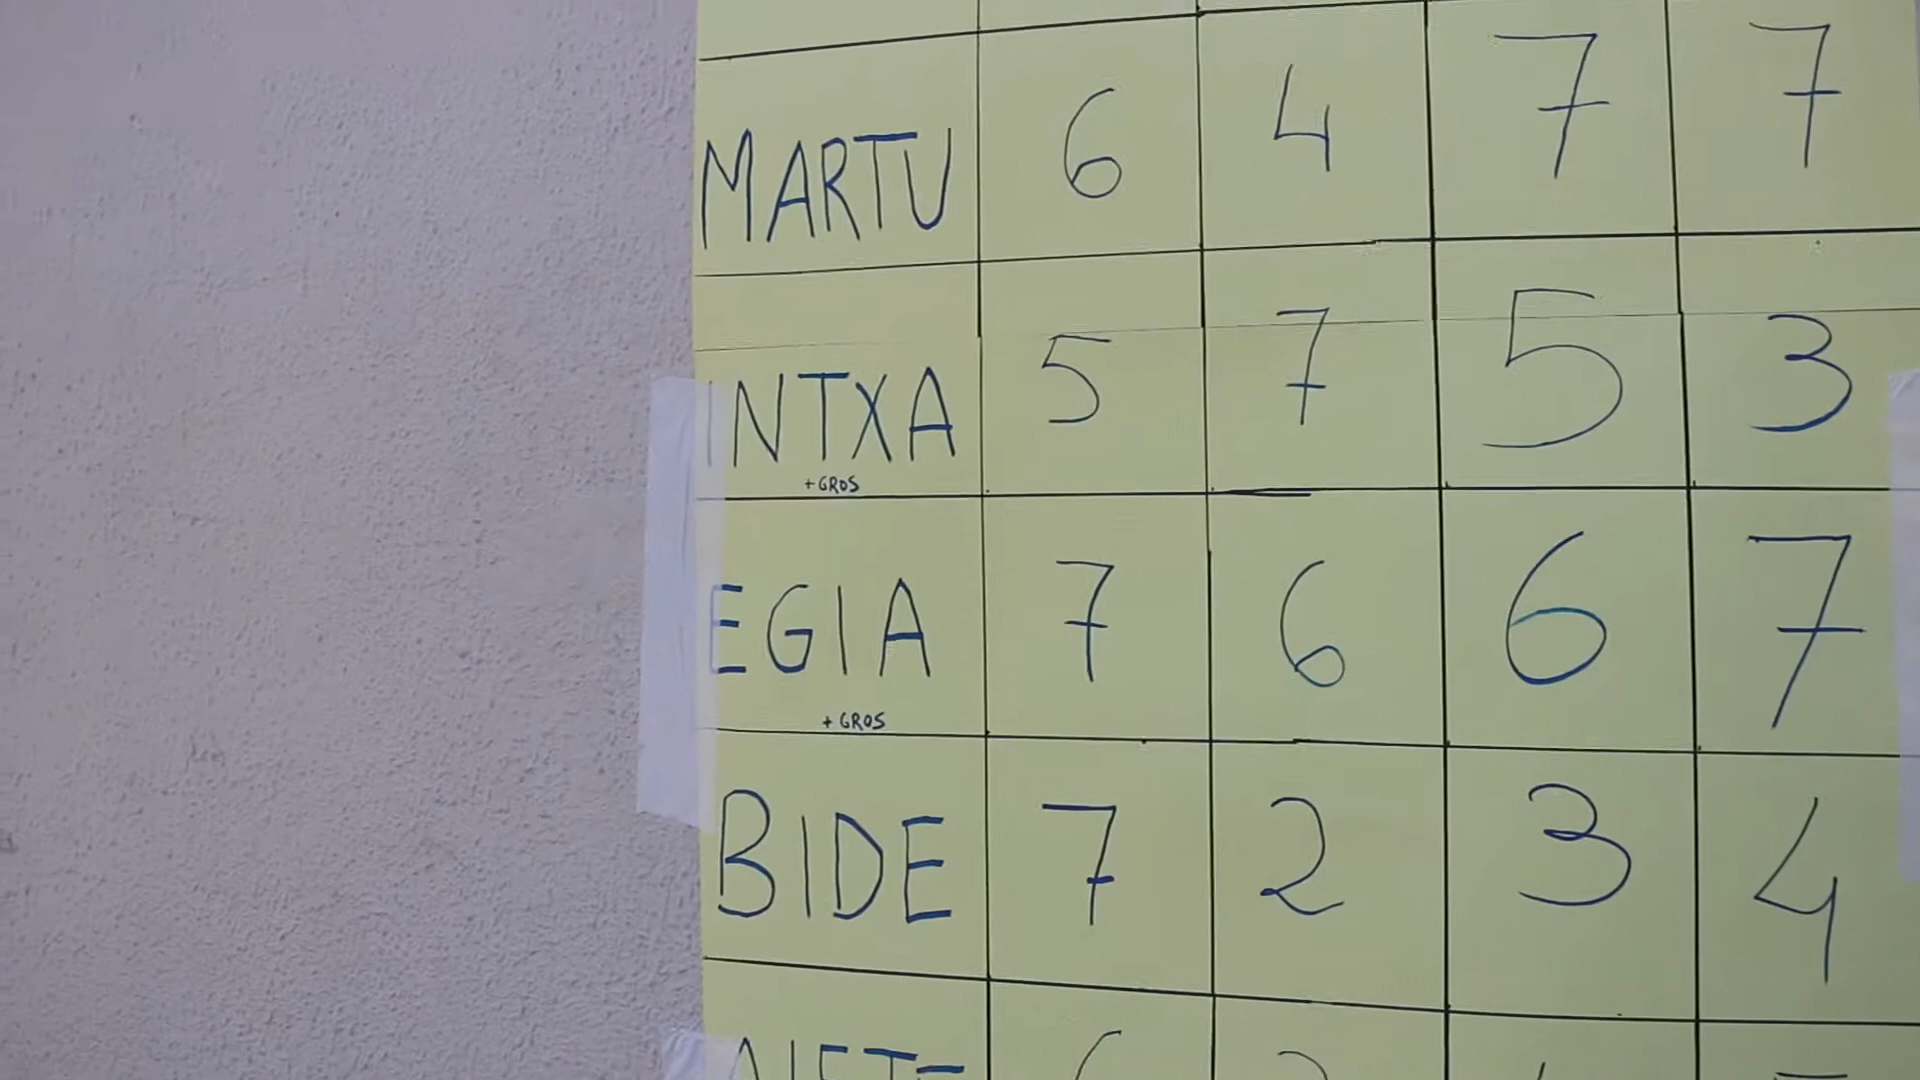 MARTU 6 4 7 7
INTXA 5 7 5 3
+ GROS
EGIA 7 6 6 7
+ GROS
BIDE 7 2 3 4